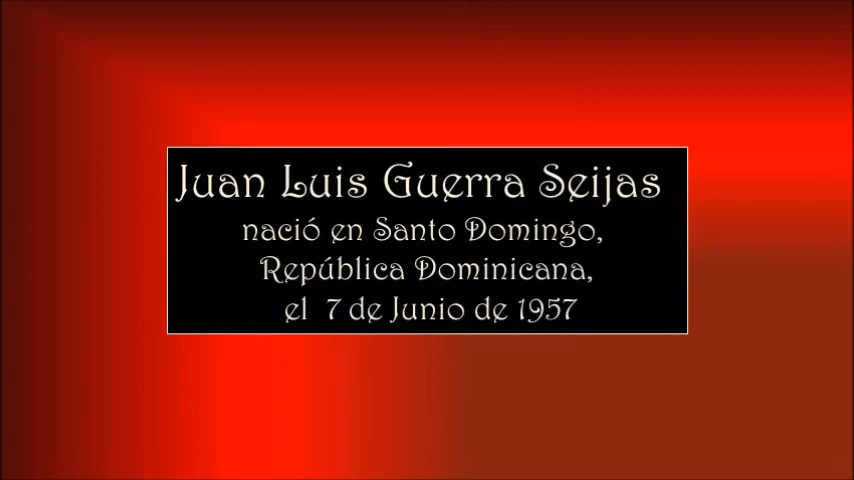 Juan Luis Guerra Seijas
nació en Santo Domingo,
República Dominicana,
el 7 de Junio de 1957